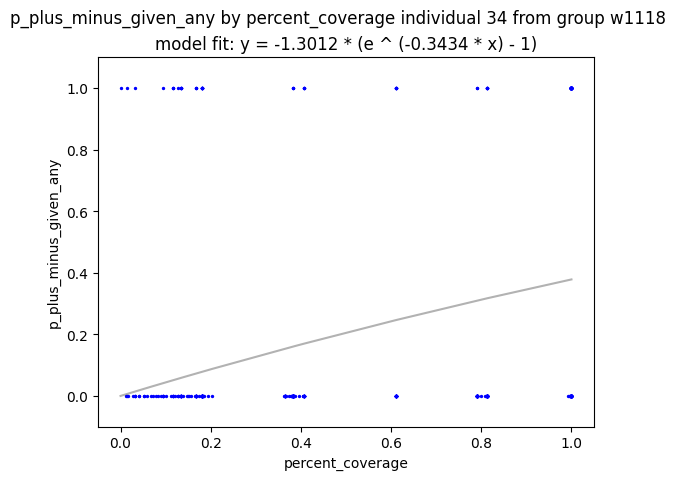 p_plus_minus_given_any by percent_coverage individual 34 from group w1118
model fit: y = -1.3012 * (e ^ (-0.3434 * x) - 1)
p_plus_minus_given_any
1.0
0.8
0.6
0.4
0.2
0.0
0.0 0.2 0.4 0.6 0.8 1.0
percent_coverage